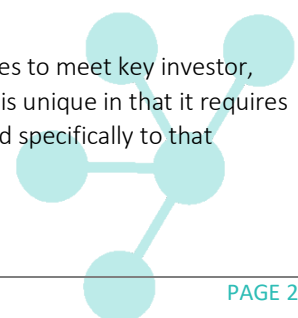 es to meet key investor,
is unique in that it requires
d specifically to that
PAGE 2